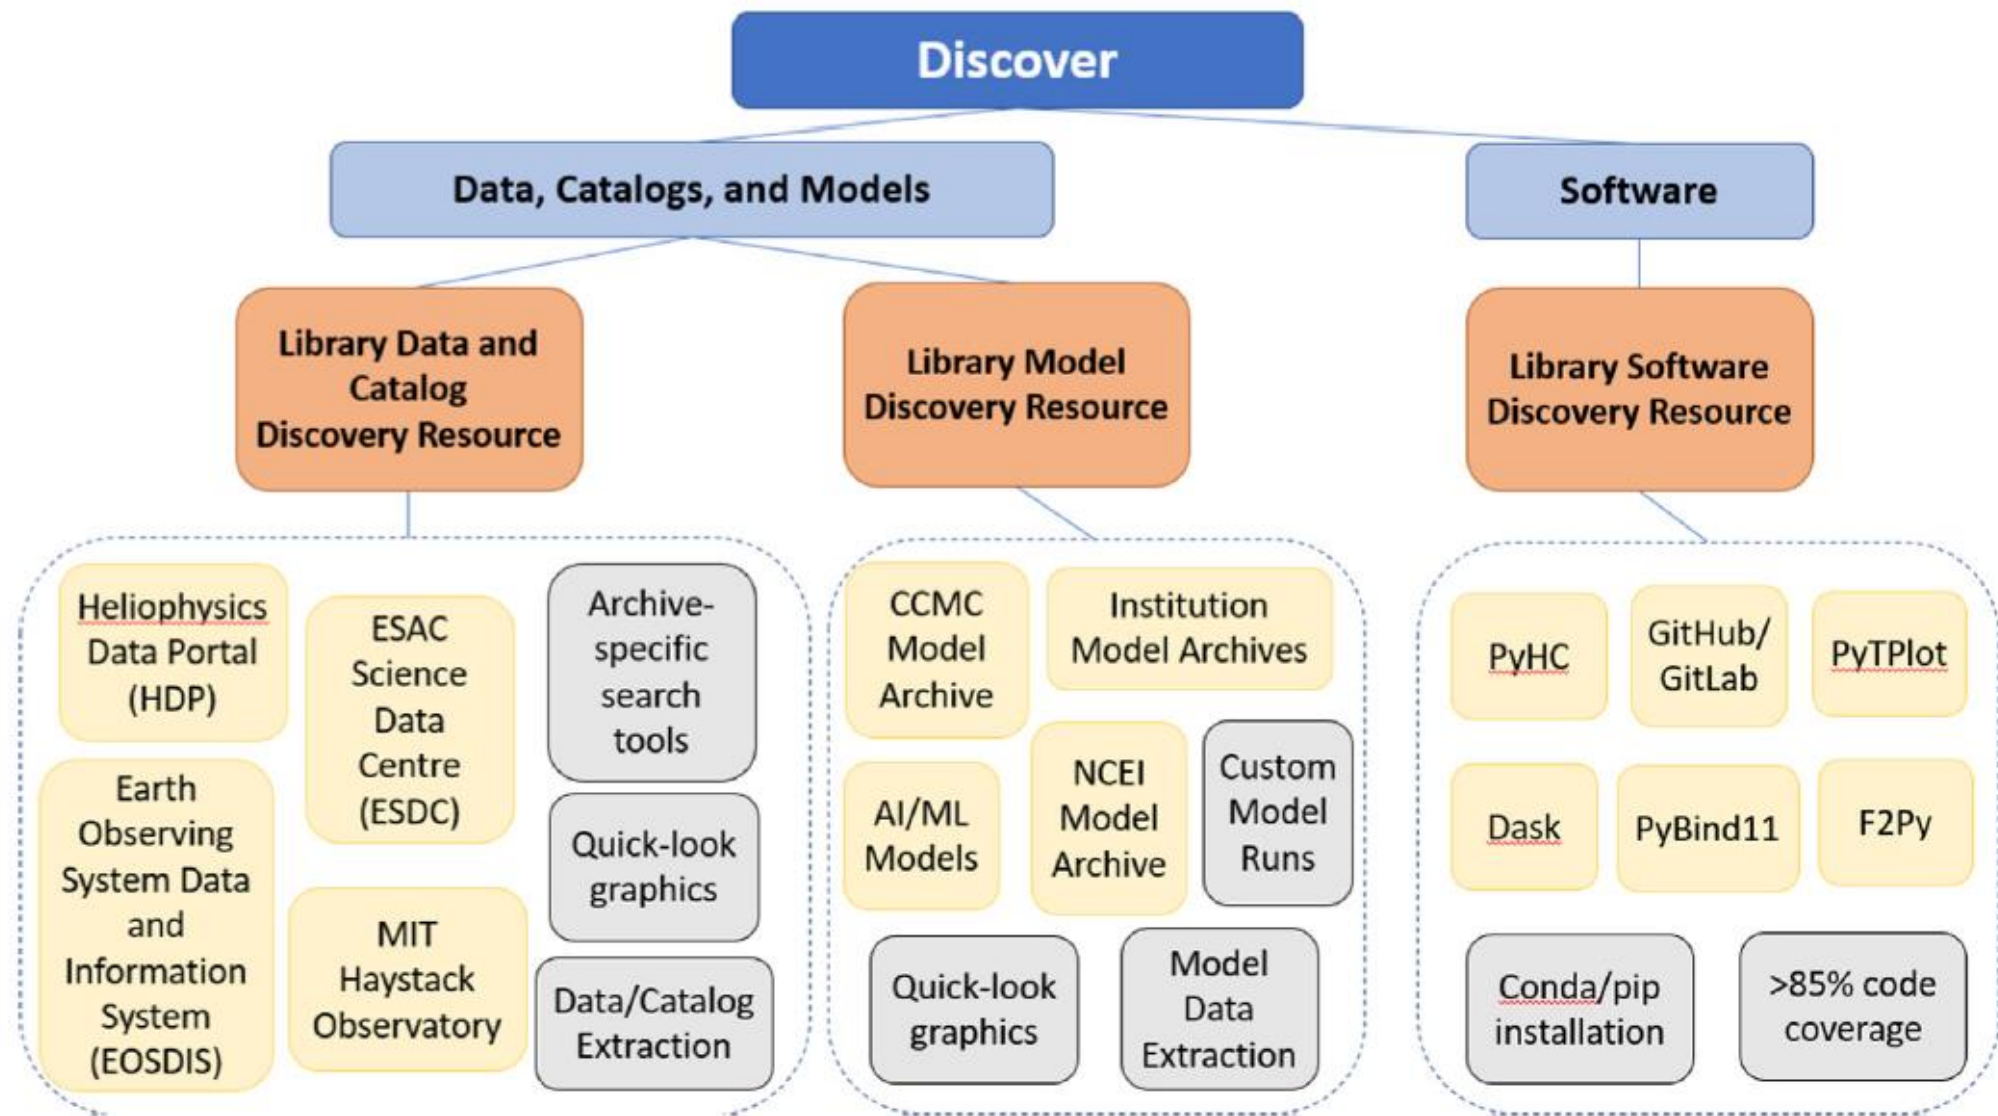 Discover
Data, Catalogs, and Models
Software
Library Data and
Catalog
Discovery Resource
Library Model
Discovery Resource
Library Software
Discovery Resource
Heliophysics
Data Portal
(HDP)
ESAC
Science
Data
Centre
(ESDC)
Archive-
specific
search
tools
Earth
Observing
System Data
and
Information
System
(EOSDIS)
MIT
Haystack
Observatory
Quick-look
graphics
Data/Catalog
Extraction
CCMC
Model
Archive
Institution
Model Archives
AI/ML
Models
NCEI
Model
Archive
Custom
Model
Runs
Quick-look
graphics
Model
Data
Extraction
PyHC
GitHub/
GitLab
PyTPlot
Dask
PyBind11
F2Py
Conda/pip
installation
>85% code
coverage